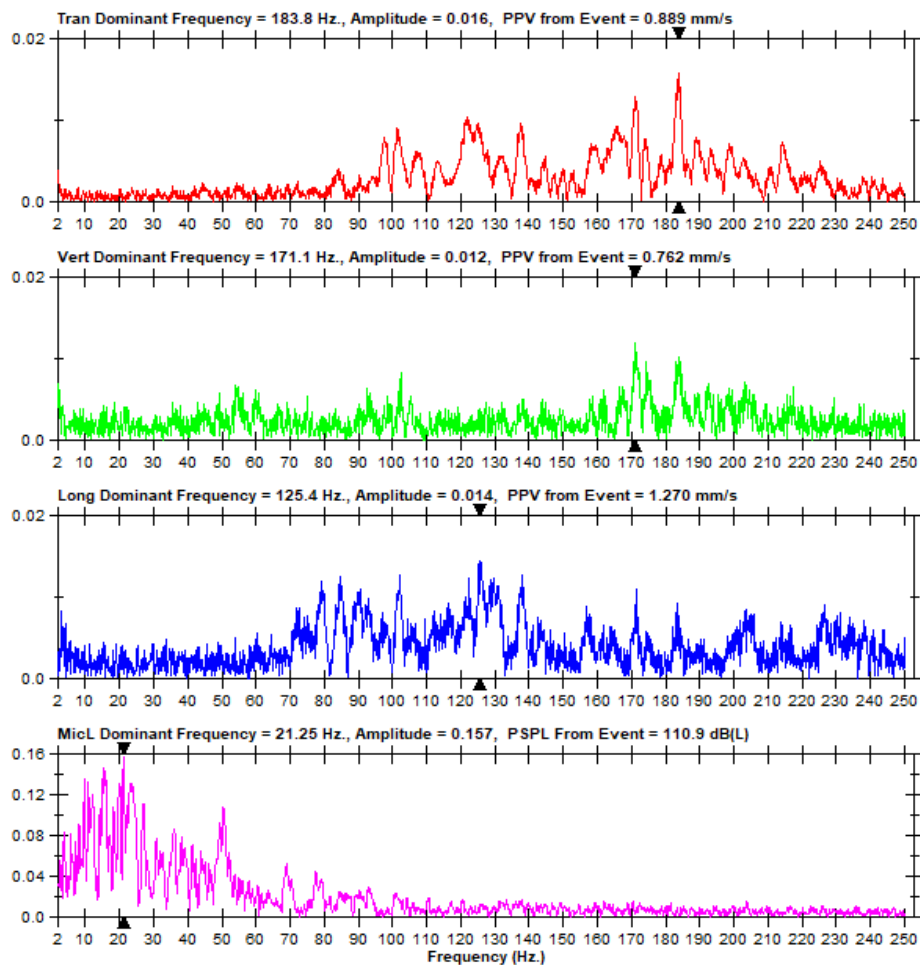 Tran Dominant Frequency = 183.8 Hz., Amplitude = 0.016, PPV from Event = 0.889 mm/s
0.02
0.0
2 10 20 30 40 50 60 70 80 90 100 110 120 130 140 150 160 170 180 190 200 210 220 230 240 250
Vert Dominant Frequency = 171.1 Hz., Amplitude = 0.012, PPV from Event = 0.762 mm/s
0.02
0.0
2 10 20 30 40 50 60 70 80 90 100 110 120 130 140 150 160 170 180 190 200 210 220 230 240 250
Long Dominant Frequency = 125.4 Hz., Amplitude = 0.014, PPV from Event = 1.270 mm/s
0.02
0.0
2 10 20 30 40 50 60 70 80 90 100 110 120 130 140 150 160 170 180 190 200 210 220 230 240 250
MicL Dominant Frequency = 21.25 Hz., Amplitude = 0.157, PSPL From Event = 110.9 dB(L)
0.16
0.12
0.08
0.04
0.0
2 10 20 30 40 50 60 70 80 90 100 110 120 130 140 150 160 170 180 190 200 210 220 230 240 250
Frequency (Hz.)